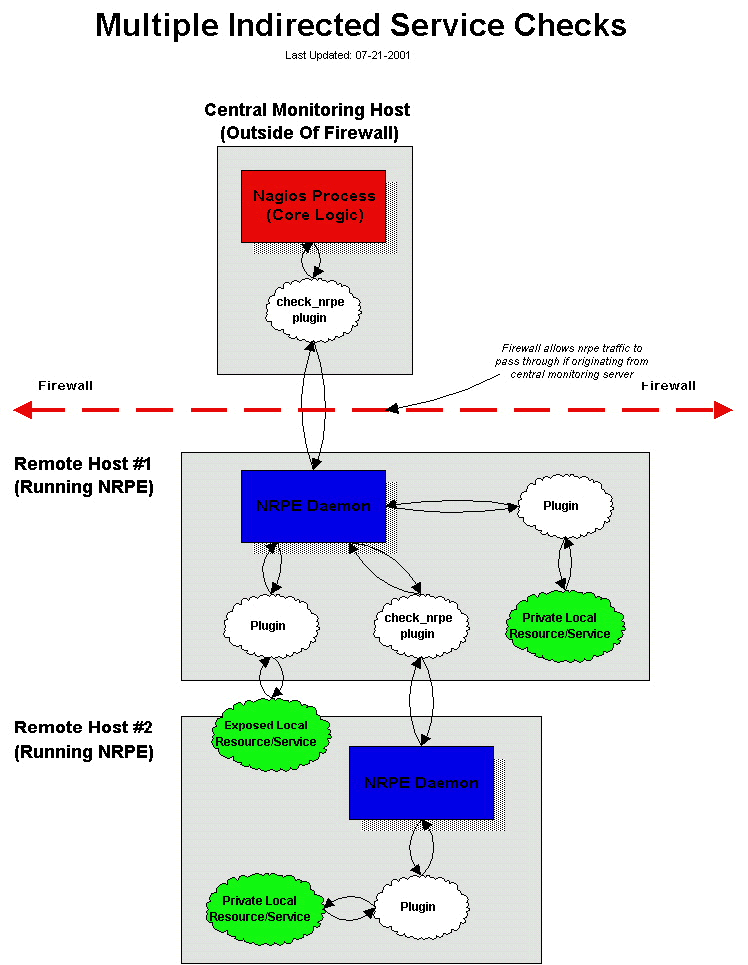 Multiple Indirected Service Checks
Last Updated: 07-21-2001
Central Monitoring Host
(Outside Of Firewall)
Nagios Process
(Core Logic)
check_nrpe
plugin
Firewall allows nrpe traffic to
pass through if originating from
central monitoring server
Firewall
Firewall
Remote Host #1
(Running NRPE)
NRPE Daemon
Plugin
Plugin
check_nrpe
plugin
Private Local
Resource/Service
Remote Host #2
(Running NRPE)
Exposed Local
Resource/Service
NRPE Daemon
Private Local
Resource/Service
Plugin